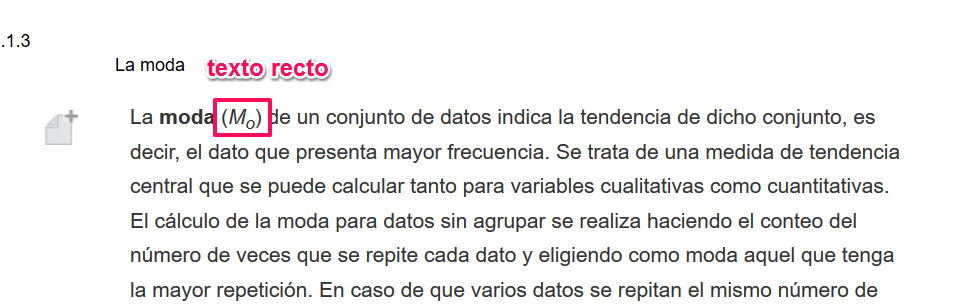 .1.3
La moda texto recto
La moda (Mo) de un conjunto de datos indica la tendencia de dicho conjunto, es
decir, el dato que presenta mayor frecuencia. Se trata de una medida de tendencia
central que se puede calcular tanto para variables cualitativas como cuantitativas.
El cálculo de la moda para datos sin agrupar se realiza haciendo el conteo del
número de veces que se repite cada dato y eligiendo como moda aquel que tenga
la mayor repetición. En caso de que varios datos se repitan el mismo número de